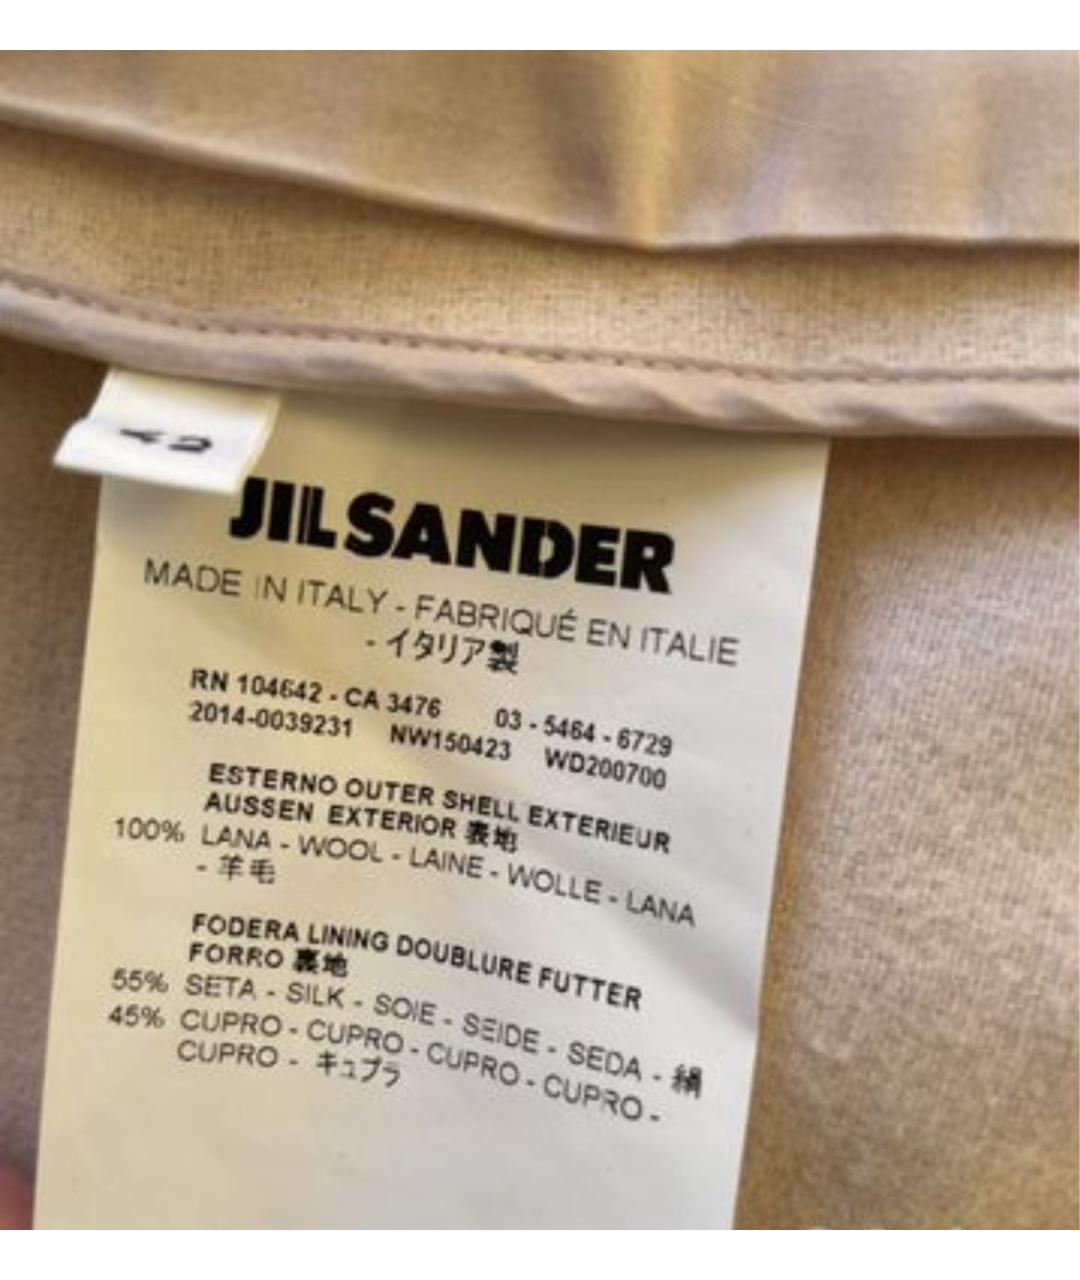 JIL SANDER
MADE IN ITALY - FABRIQUÉ EN ITALIE
- イタリア製
RN 104642 - CA 3476 03 - 5464 - 6729
2014-0039231 NW150423 WD200700
ESTERNO OUTER SHELL EXTERIEUR
AUSSEN EXTERIOR 表地
100% LANA - WOOL - LAINE - WOLLE - LANA
- 羊毛
FODERA LINING DOUBLURE FUTTER
FORRO 裏地
55% SETA - SILK - SOIE - SEIDE - SEDA - 絹
45% CUPRO - CUPRO - CUPRO - CUPRO -
CUPRO - キュプラ